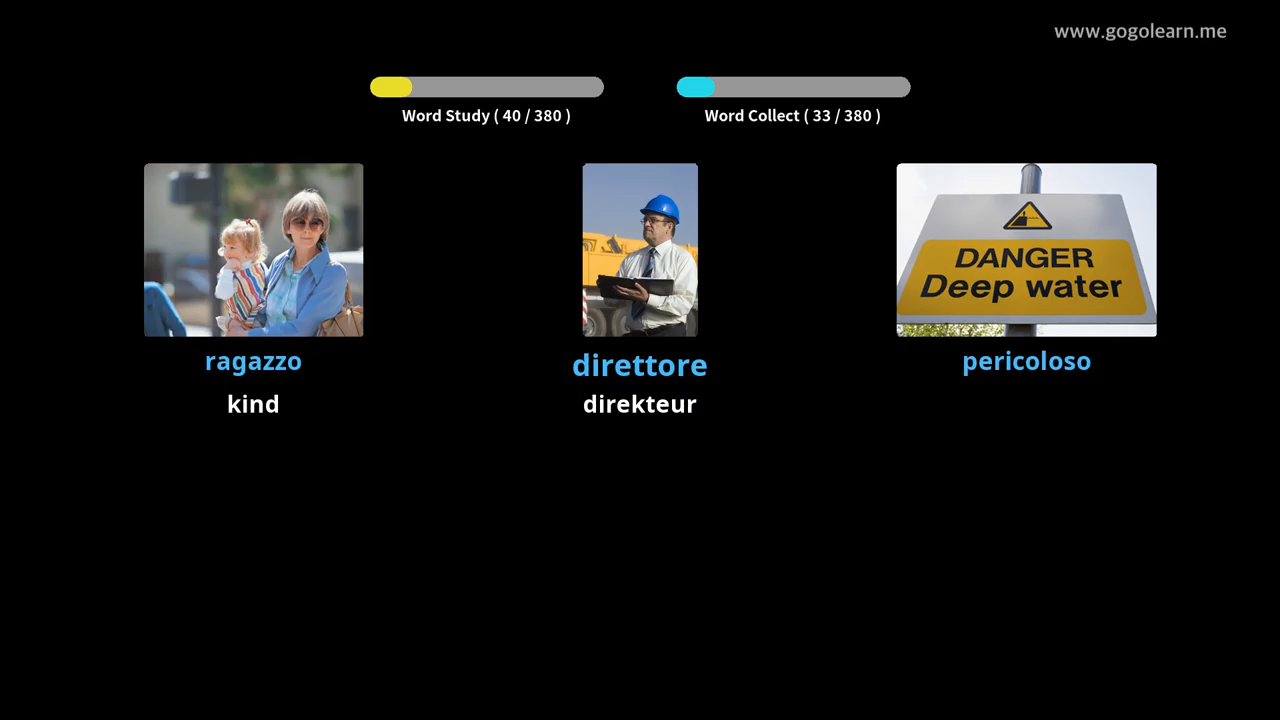 www.gogolearn.me
Word Study ( 40 / 380 )
Word Collect ( 33 / 380 )
DANGER
Deep water
ragazzo
direttore
pericoloso
kind
direkteur